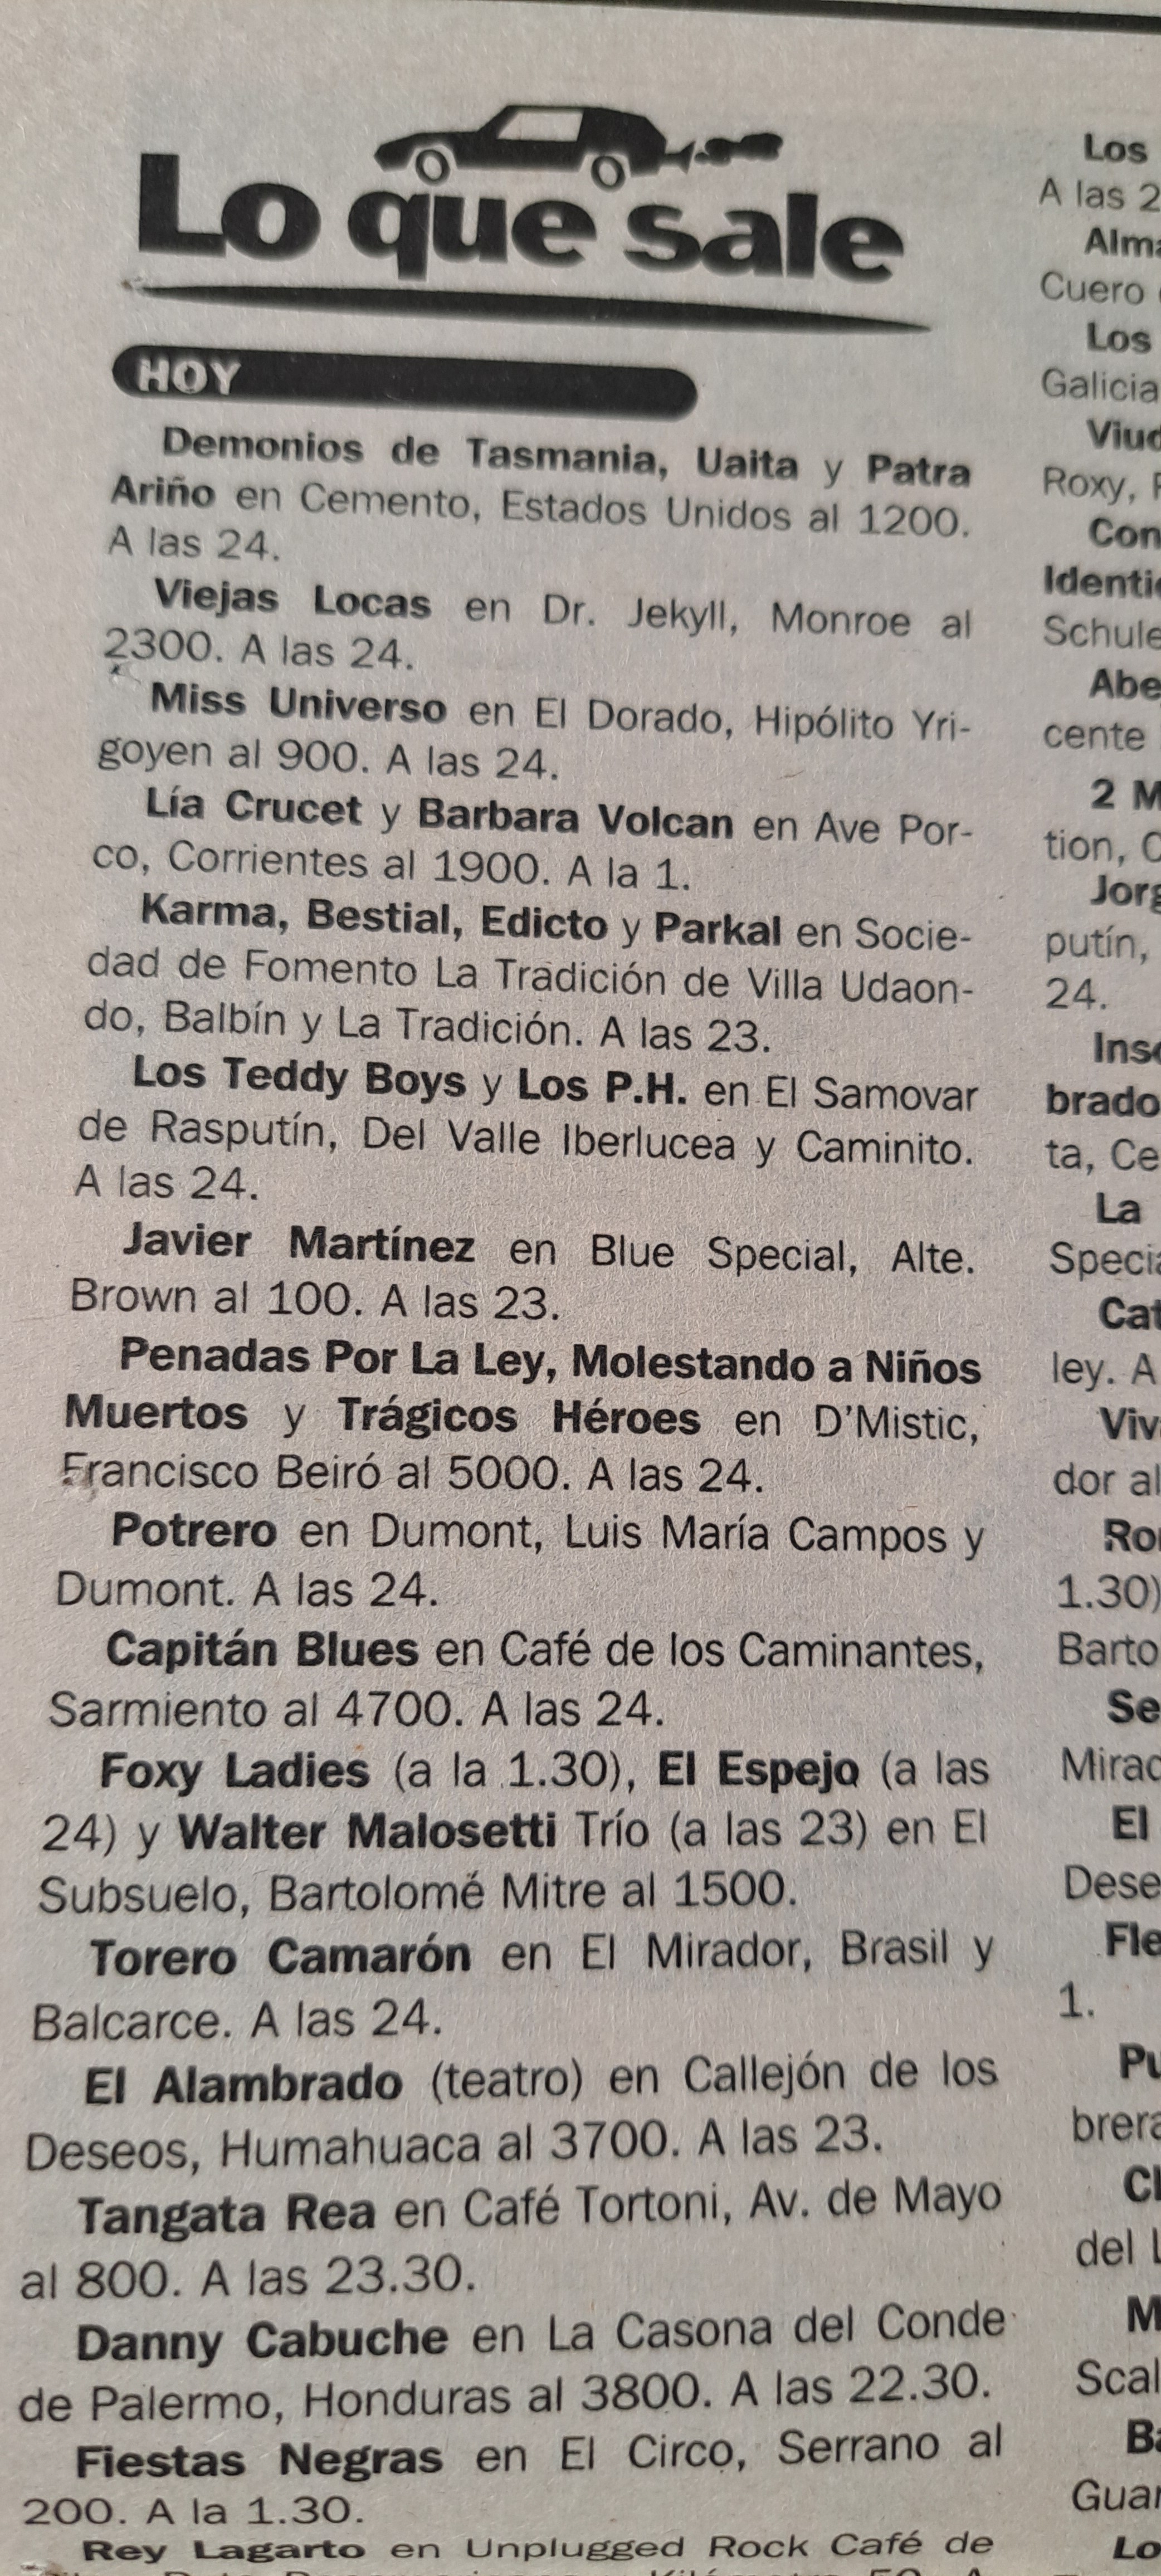 Lo que sale
HOY
Demonios de Tasmania, Uaita y Patra
Ariño en Cemento, Estados Unidos al 1200.
A las 24.
Viejas Locas en Dr. Jekyll, Monroe al
2300. A las 24.
Miss Universo en El Dorado, Hipólito Yri-
goyen al 900. A las 24.
Lía Crucet y Barbara Volcan en Ave Por-
co, Corrientes al 1900. A la 1.
Karma, Bestial, Edicto y Parkal en Socie-
dad de Fomento La Tradición de Villa Udaon-
do, Balbín y La Tradición. A las 23.
Los Teddy Boys y Los P.H. en El Samovar
de Rasputín, Del Valle Iberlucea y Caminito.
A las 24.
Javier Martínez en Blue Special, Alte.
Brown al 100. A las 23.
Penadas Por La Ley, Molestando a Niños
Muertos y Trágicos Héroes en D'Mistic,
Francisco Beiró al 5000. A las 24.
Potrero en Dumont, Luis María Campos y
Dumont. A las 24.
Capitán Blues en Café de los Caminantes,
Sarmiento al 4700. A las 24.
Foxy Ladies (a la 1.30), El Espejo (a las
24) y Walter Malosetti Trío (a las 23) en El
Subsuelo, Bartolomé Mitre al 1500.
Torero Camarón en El Mirador, Brasil y
Balcarce. A las 24.
El Alambrado (teatro) en Callejón de los
Deseos, Humahuaca al 3700. A las 23.
Tangata Rea en Café Tortoni, Av. de Mayo
al 800. A las 23.30.
Danny Cabuche en La Casona del Conde
de Palermo, Honduras al 3800. A las 22.30.
Fiestas Negras en El Circo, Serrano al
200. A la 1.30.
Rey Lagarto en Unplugged Rock Café de
Los
A las 2
Cuero
Los
Galicia
Roxy,
cente
2
tion,
putín,
24.
brado
ta,
La
ley. A
dor al
1.30)
El
1.
del